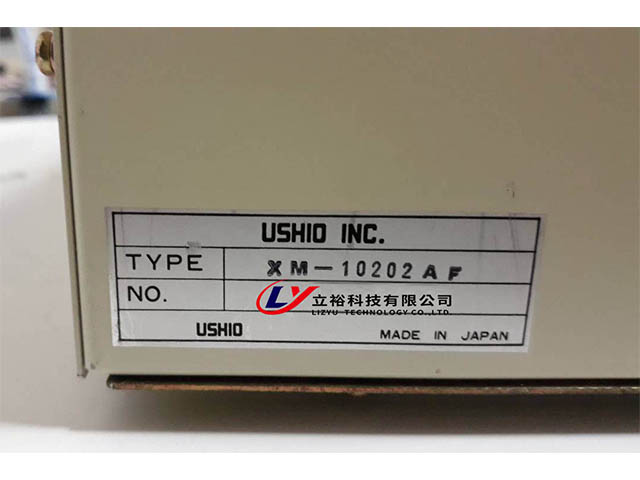 USHIO INC.
TYPE XM-10202AF
NO.
LY 立裕科技有限公司
LIZYU TECHNOLOGY CO.,LTD.
USHIO MADE IN JAPAN